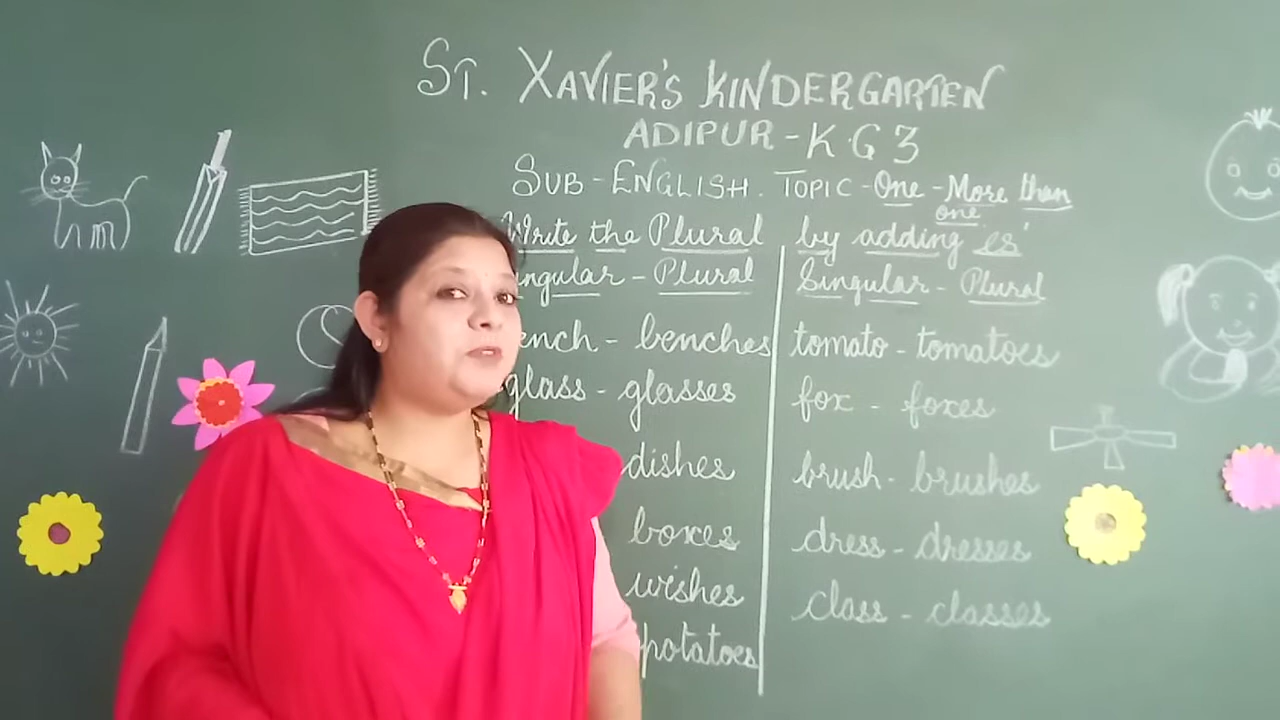 ST. XAVIER'S KINDERGARTEN
ADIPUR - K.G 3
SUB - ENGLISH. TOPIC - One - More than one
Write the Plural by adding 'es'
ngular - Plural
ench - benches
glass - glasses
dishes
boxes
wishes
potatoes
Singular - Plural
tomato - tomatoes
fox - foxes
brush - brushes
dress - dresses
class - classes